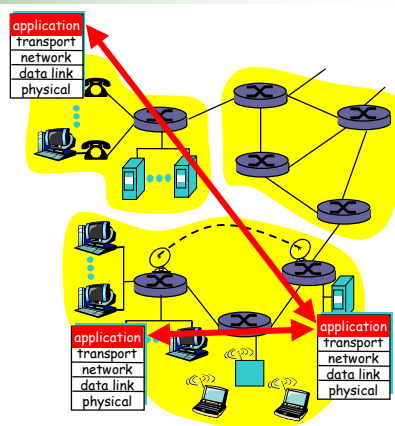 application
transport
network
data link
physical
application
transport
network
data link
physical
application
transport
network
data link
physical